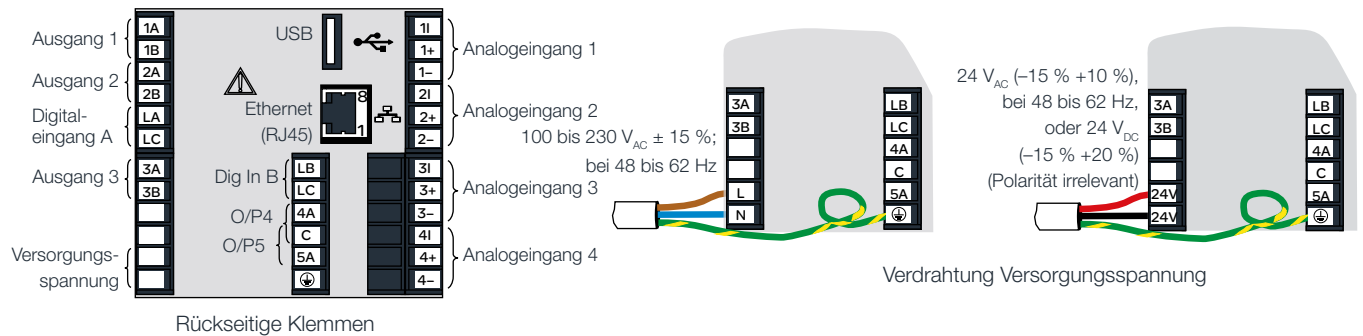 Ausgang 1
Ausgang 2
Digital-
eingang A
Ausgang 3
Versorgungs-
spannung
1A
1B
2A
2B
LA
LC
3A
3B
USB
Ethernet
(RJ45)
8
1
Dig In B
O/P4
O/P5
LB
LC
4A
C
5A
1I
1+
1–
2I
2+
2–
3I
3+
3–
4I
4+
4–
Analogeingang 1
Analogeingang 2
Analogeingang 3
Analogeingang 4
Rückseitige Klemmen
100 bis 230 VAC ± 15 %;
bei 48 bis 62 Hz
3A
3B
L
N
LB
LC
4A
C
5A
24 VAC (–15 % +10 %),
bei 48 bis 62 Hz,
oder 24 VDC
(–15 % +20 %)
(Polarität irrelevant)
3A
3B
24V
24V
LB
LC
4A
C
5A
Verdrahtung Versorgungsspannung